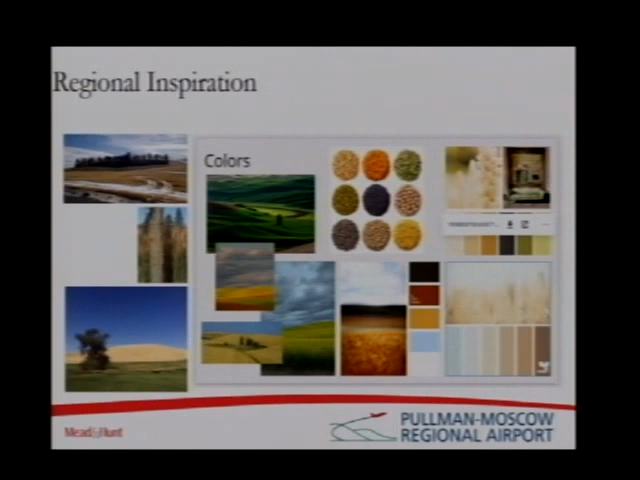 Regional Inspiration
Colors
Mead&Hunt
PULLMAN-MOSCOW
REGIONAL AIRPORT